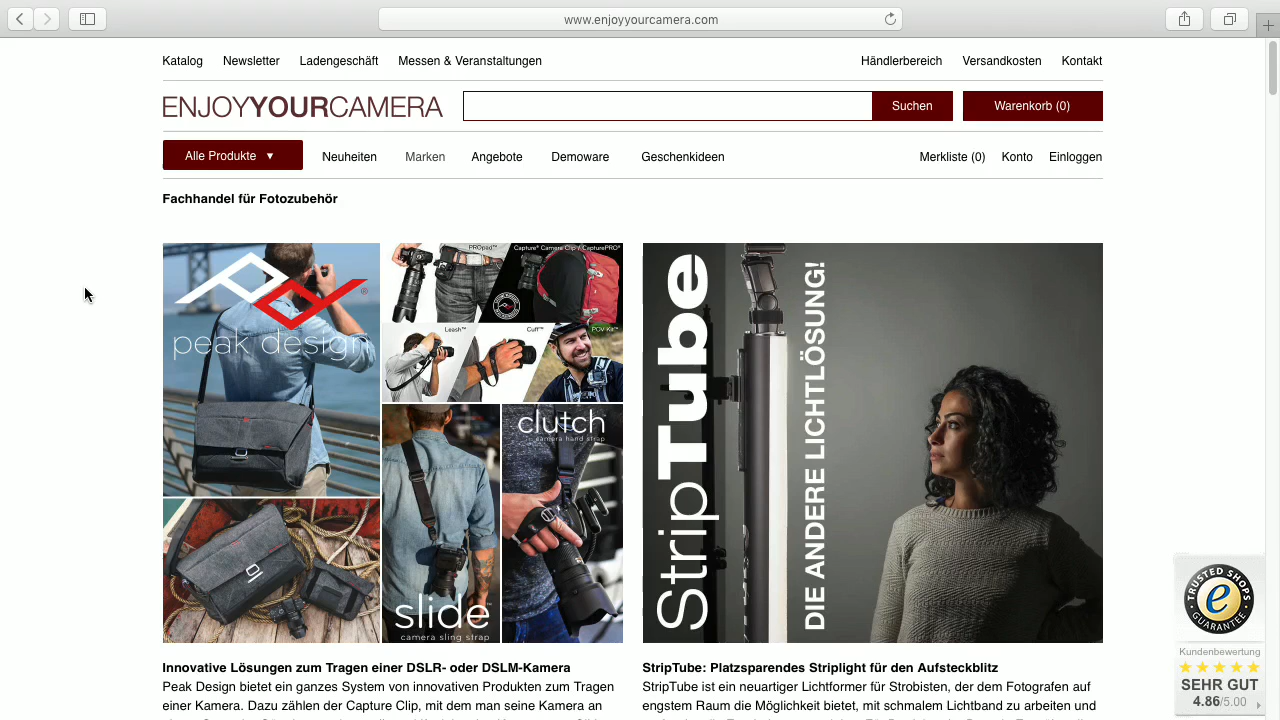 www.enjoyyourcamera.com
Katalog Newsletter Ladengeschäft Messen & Veranstaltungen Händlerbereich Versandkosten Kontakt
ENJOYYOURCAMERA Suchen Warenkorb (0)
Alle Produkte ▼ Neuheiten Marken Angebote Demoware Geschenkideen Merkliste (0) Konto Einloggen
Fachhandel für Fotozubehör
peak design®
PROpad™ Capture® Camera Clip / CapturePRO®
Leash™ Cuff™ POV Kit™
clutch
camera hand strap
slide™
camera sling strap
StripTube
DIE ANDERE LICHTLÖSUNG!
TRUSTED SHOPS
e
GUARANTEE
Kundenbewertung
SEHR GUT
4.86/5.00
Innovative Lösungen zum Tragen einer DSLR- oder DSLM-Kamera
Peak Design bietet ein ganzes System von innovativen Produkten zum Tragen
einer Kamera. Dazu zählen der Capture Clip, mit dem man seine Kamera an
StripTube: Platzsparendes Striplight für den Aufsteckblitz
StripTube ist ein neuartiger Lichtformer für Strobisten, der dem Fotografen auf
engstem Raum die Möglichkeit bietet, mit schmalem Lichtband zu arbeiten und